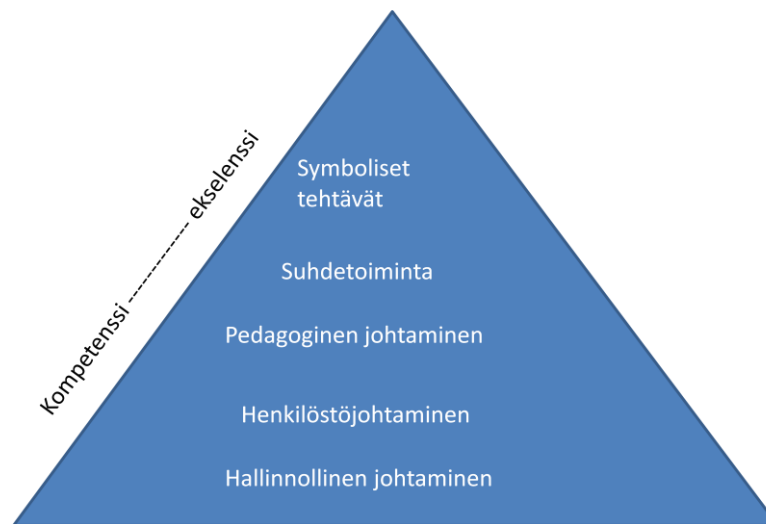 Kompetenssi ---------- ekselenssi
Symboliset
tehtävät
Suhdetoiminta
Pedagoginen johtaminen
Henkilöstöjohtaminen
Hallinnollinen johtaminen